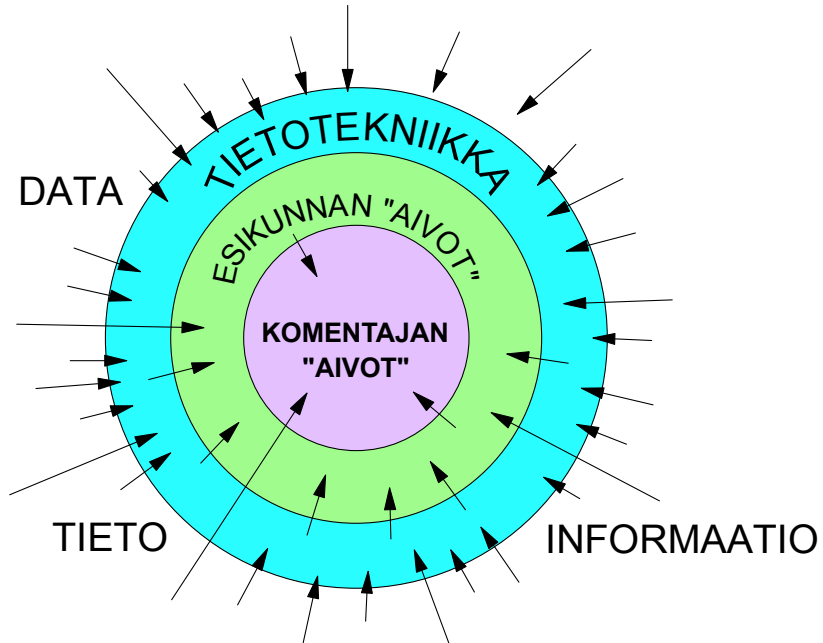 TIETOTEKNIIKKA
DATA
ESIKUNNAN "AIVOT"
KOMENTAJAN
"AIVOT"
TIETO
INFORMAATIO